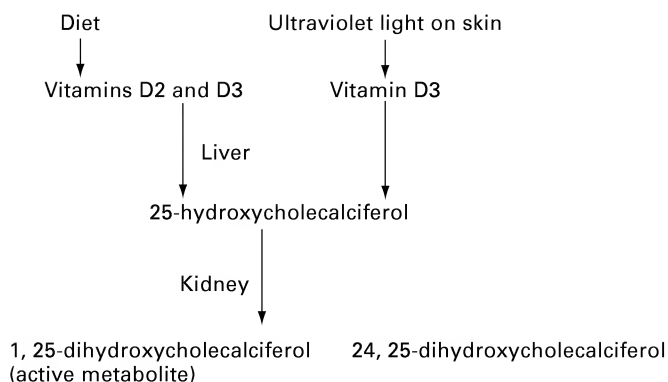 Diet
Ultraviolet light on skin
Vitamins D2 and D3
Vitamin D3
Liver
25-hydroxycholecalciferol
Kidney
1, 25-dihydroxycholecalciferol
(active metabolite)
24, 25-dihydroxycholecalciferol